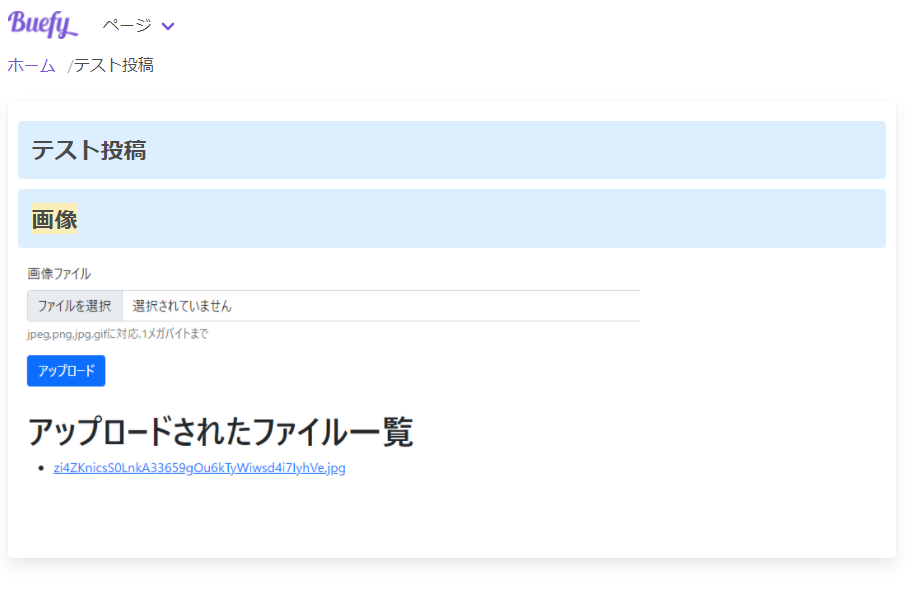 Buefy ページ
ホーム /テスト投稿
テスト投稿
画像
画像ファイル
ファイルを選択 選択されていません
jpeg,png,jpg,gifに対応,1メガバイトまで
アップロード
アップロードされたファイル一覧
zi4ZKnicsS0LnkA33659gOu6kTyWiwsd4i7IyhVe.jpg